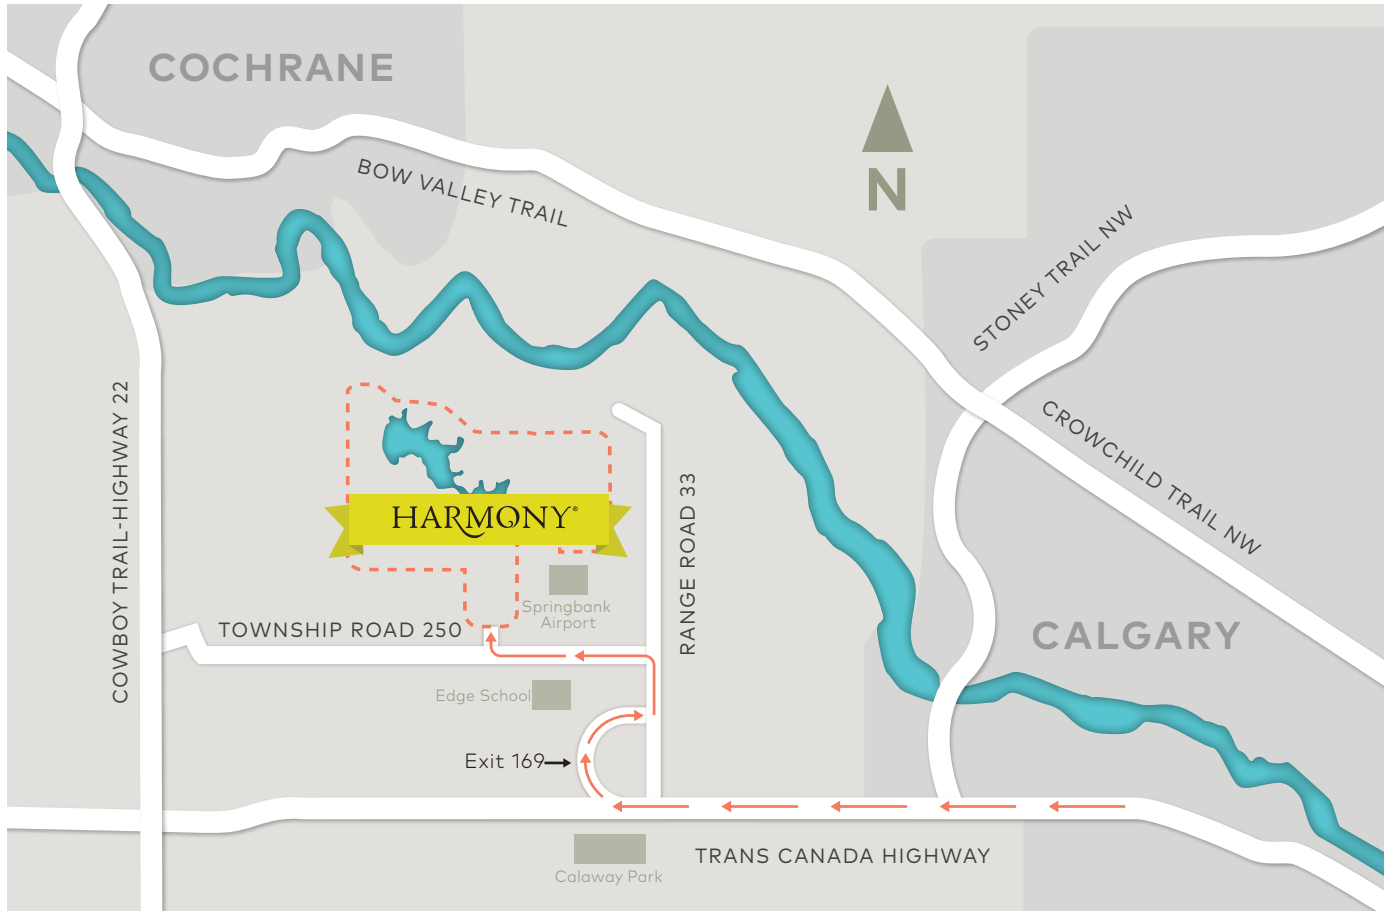 COCHRANE
BOW VALLEY TRAIL
N
STONEY TRAIL NW
COWBOY TRAIL-HIGHWAY 22
CROWCHILD TRAIL NW
HARMONY®
RANGE ROAD 33
Springbank
Airport
TOWNSHIP ROAD 250
CALGARY
Edge School
Exit 169
TRANS CANADA HIGHWAY
Calaway Park